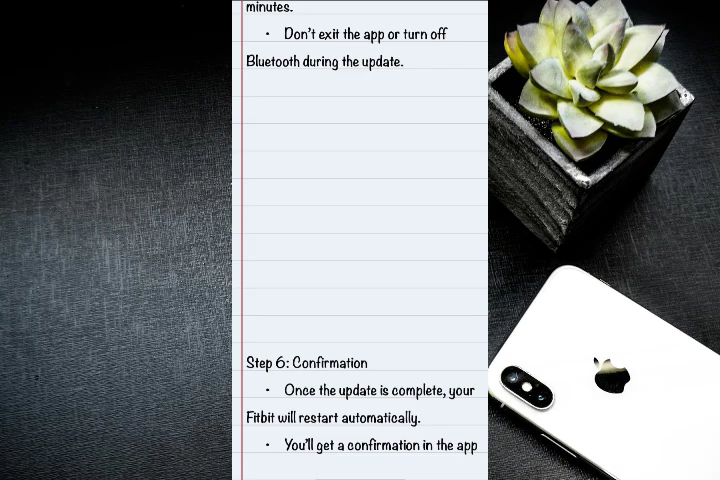 minutes.
• Don't exit the app or turn off
Bluetooth during the update.
Step 6: Confirmation
• Once the update is complete, your
Fitbit will restart automatically.
• You'll get a confirmation in the app